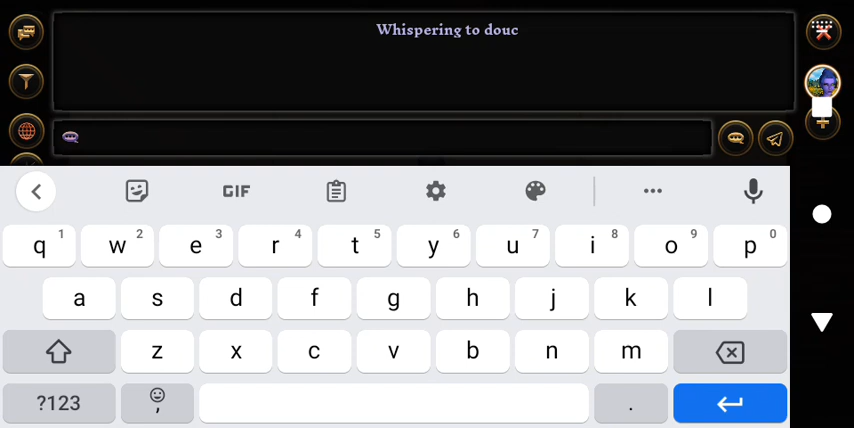 Whispering to douc
GIF
q 1 w 2 e 3 r 4 t 5 y 6 u 7 i 8 o 9 p 0
a s d f g h j k l
z x c v b n m
?123 , .